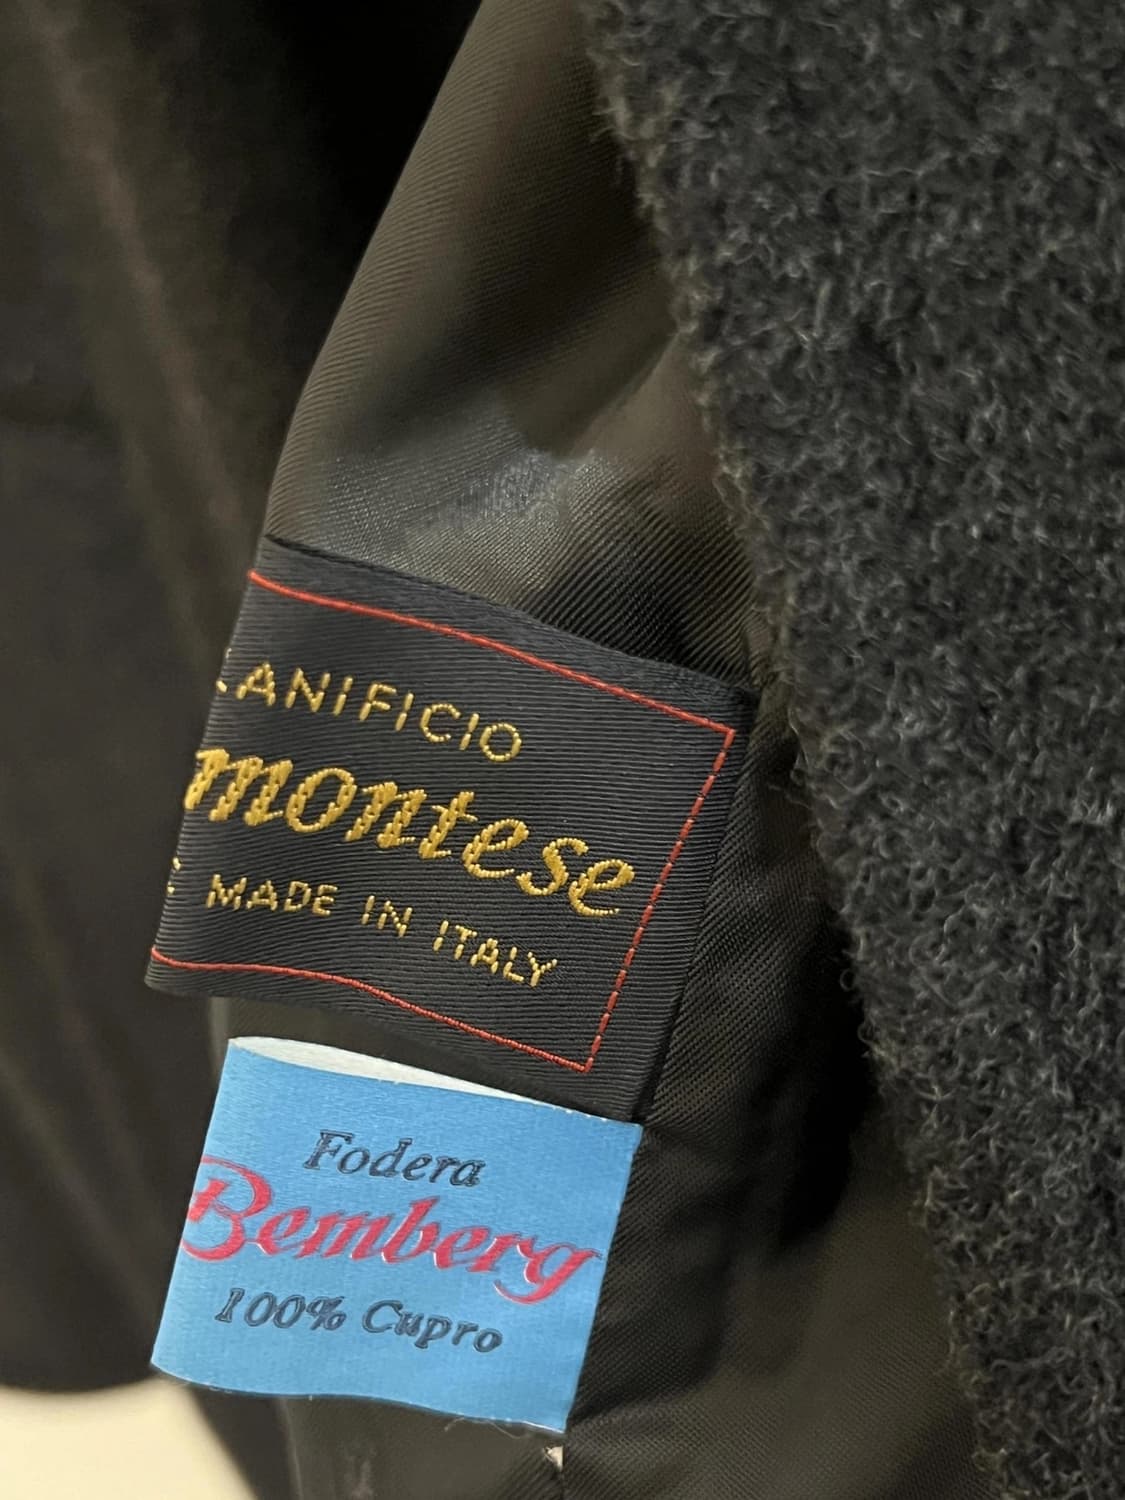 LANIFICIO
montese
MADE IN ITALY
Fodera
Bemberg
100% Cupro